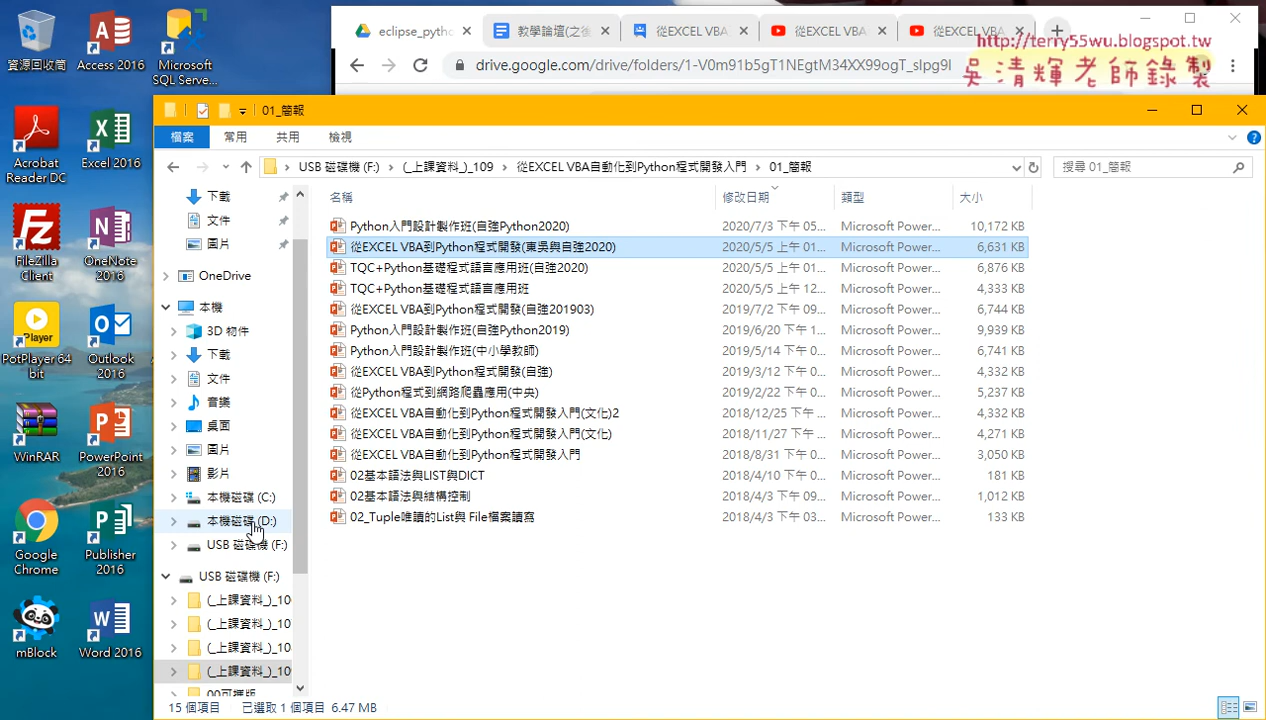 資源回收筒
Access 2016
Microsoft SQL Serve...
Acrobat Reader DC
Excel 2016
FileZilla Client
OneNote 2016
PotPlayer 64 bit
Outlook 2016
WinRAR
PowerPoint 2016
Google Chrome
Publisher 2016
mBlock
Word 2016
eclipse_pytho
教學論壇(之後
從EXCEL VBA
從EXCEL VBA
從EXCEL VBA
drive.google.com/drive/folders/1-V0m91b5gT1NEgtM34XX99ogT_slpg9l
http://terry55wu.blogspot.tw
吳清輝老師錄製
01_簡報
檔案 常用 共用 檢視
USB 磁碟機 (F:) › (_上課資料_)_109 › 從EXCEL VBA自動化到Python程式開發入門 › 01_簡報
搜尋 01_簡報
下載
文件
圖片
OneDrive
本機
3D 物件
下載
文件
音樂
桌面
圖片
影片
本機磁碟 (C:)
本機磁碟 (D:)
USB 磁碟機 (F:)
USB 磁碟機 (F:)
(_上課資料_)_10
(_上課資料_)_10
(_上課資料_)_10
(_上課資料_)_10
名稱 修改日期 類型 大小
Python入門設計製作班(自強Python2020) 2020/7/3 下午 05... Microsoft Power... 10,172 KB
從EXCEL VBA到Python程式開發(東吳與自強2020) 2020/5/5 上午 01... Microsoft Power... 6,631 KB
TQC+Python基礎程式語言應用班(自強2020) 2020/5/5 上午 01... Microsoft Power... 6,876 KB
TQC+Python基礎程式語言應用班 2020/5/5 上午 12... Microsoft Power... 4,333 KB
從EXCEL VBA到Python程式開發(自強201903) 2019/7/2 下午 09... Microsoft Power... 6,744 KB
Python入門設計製作班(自強Python2019) 2019/6/20 下午 1... Microsoft Power... 9,939 KB
Python入門設計製作班(中小學教師) 2019/5/14 下午 0... Microsoft Power... 6,741 KB
從EXCEL VBA到Python程式開發(自強) 2019/3/12 下午 0... Microsoft Power... 4,332 KB
從Python程式到網路爬蟲應用(中央) 2019/2/22 下午 0... Microsoft Power... 5,237 KB
從EXCEL VBA自動化到Python程式開發入門(文化)2 2018/12/25 下午 ... Microsoft Power... 4,332 KB
從EXCEL VBA自動化到Python程式開發入門(文化) 2018/11/27 下午 ... Microsoft Power... 4,271 KB
從EXCEL VBA自動化到Python程式開發入門 2018/8/31 下午 0... Microsoft Power... 3,050 KB
02基本語法與LIST與DICT 2018/4/10 下午 0... Microsoft Power... 181 KB
02基本語法與結構控制 2018/4/3 下午 09... Microsoft Power... 1,012 KB
02_Tuple唯讀的List與 File檔案讀寫 2018/4/3 下午 03... Microsoft Power... 133 KB
15 個項目 已選取 1 個項目 6.47 MB